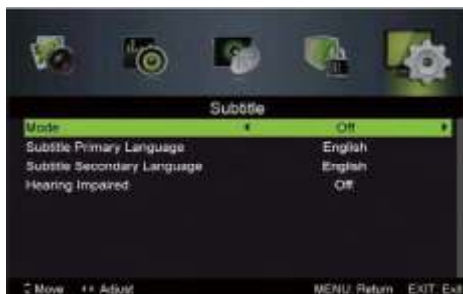 Subtitle
Mode Off
Subtitle Primary Language English
Subtitle Secondary Language English
Hearing Impaired Off
Move Adjust MENU: Return EXIT: Exit